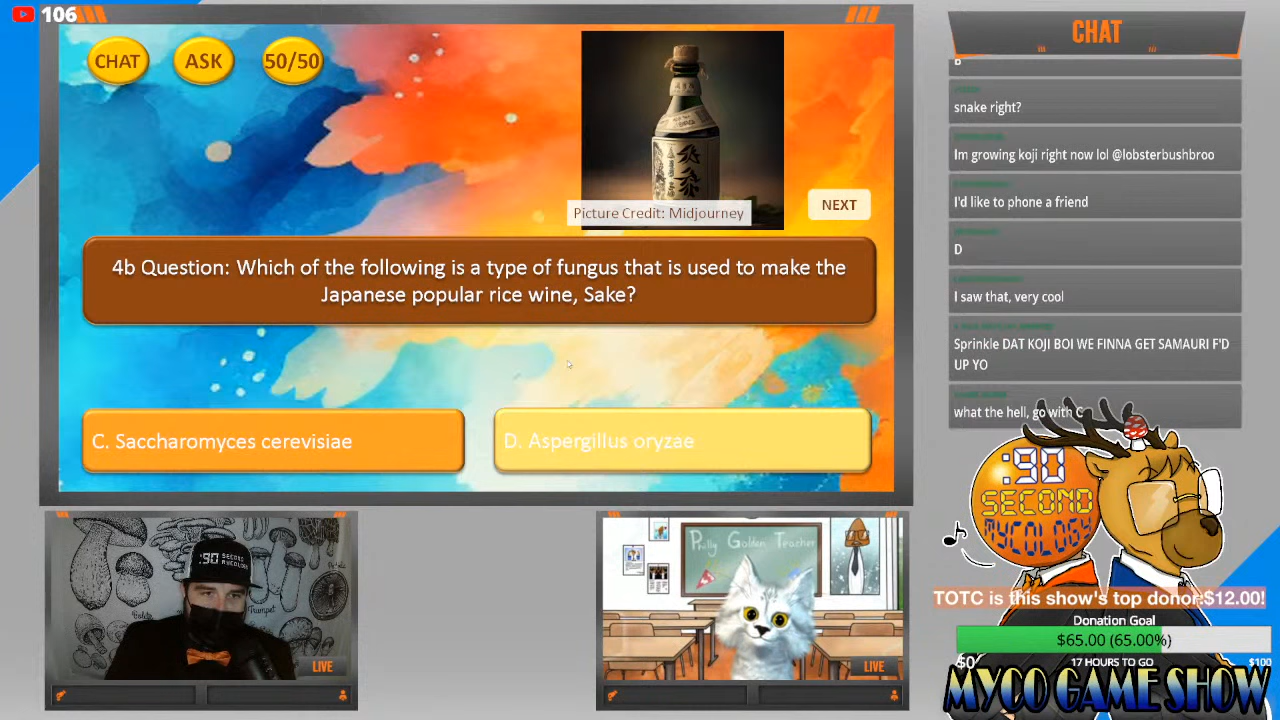 106
CHAT
ASK
50/50
Picture Credit: Midjourney
NEXT
4b Question: Which of the following is a type of fungus that is used to make the
Japanese popular rice wine, Sake?
C. Saccharomyces cerevisiae
D. Aspergillus oryzae
CHAT
snake right?
Im growing koji right now lol @lobsterbushbroo
I'd like to phone a friend
D
I saw that, very cool
Sprinkle DAT KOJI BOI WE FINNA GET SAMAURI F'D
UP YO
what the hell, go with C
:90
SECOND
MYCOLOGY
:90 SECOND
MYCOLOGY
Trumpet
LIVE
Philly Golden Teacher
LIVE
TOTC is this show's top donor:$12.00!
Donation Goal
$65.00 (65.00%)
$0
17 HOURS TO GO
$100
MYCO GAME SHOW